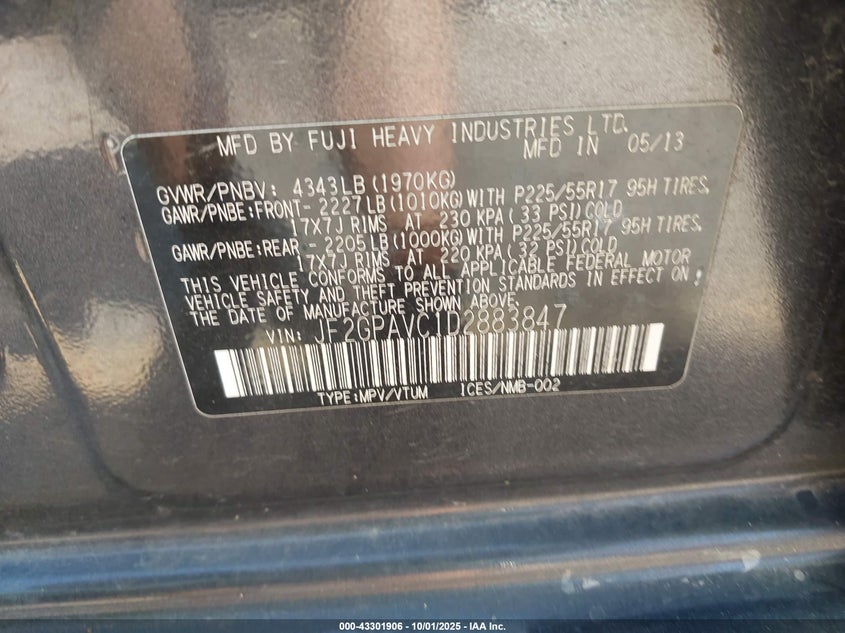 MFD BY FUJI HEAVY INDUSTRIES LTD.
MFD IN 05/13
GVWR/PNBV: 4343LB(1970KG)
GAWR/PNBE:FRONT- 2227LB(1010KG)WITH P225/55R17 95H TIRES,
17X7J RIMS AT 230 KPA( 33 PSI)COLD
GAWR/PNBE:REAR - 2205LB(1000KG)WITH P225/55R17 95H TIRES,
17X7J RIMS AT 220 KPA( 32 PSI)COLD
THIS VEHICLE CONFORMS TO ALL APPLICABLE FEDERAL MOTOR
VEHICLE SAFETY AND THEFT PREVENTION STANDARDS IN EFFECT ON
THE DATE OF MANUFACTURE SHOWN ABOVE.
VIN: JF2GPAVC1D2883847
TYPE:MPV/VTUM ICES/NMB-002
000-43301906 - 10/01/2025 - IAA Inc.